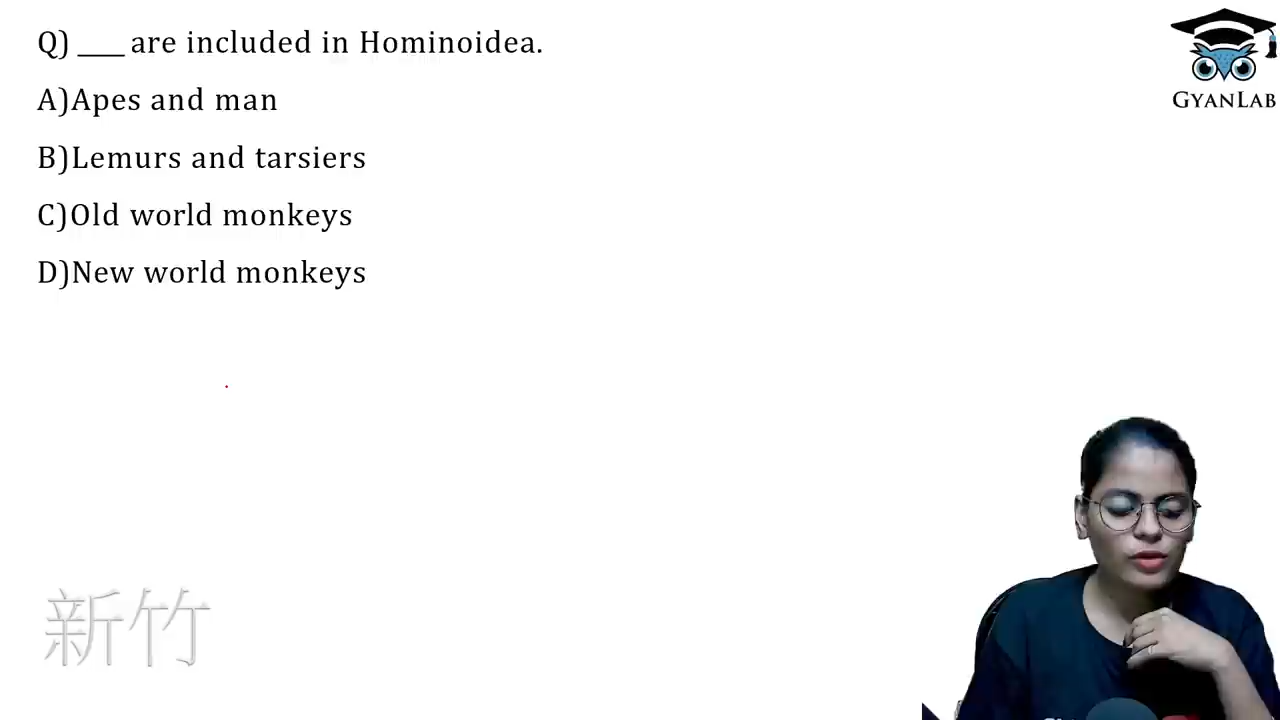 Q) ___ are included in Hominoidea.
A)Apes and man
B)Lemurs and tarsiers
C)Old world monkeys
D)New world monkeys
GYANLAB
新竹